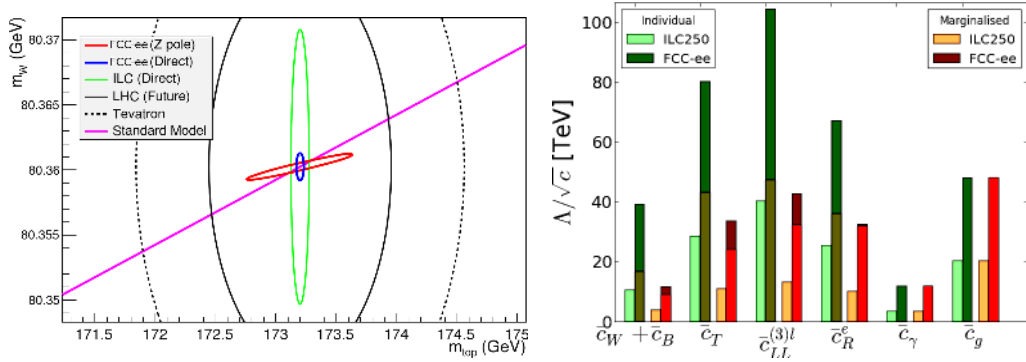 m_W (GeV)
80.37
80.365
80.36
80.355
80.35
FCC-ee (Z pole)
FCC-ee (Direct)
ILC (Direct)
LHC (Future)
Tevatron
Standard Model
171.5 172 172.5 173 173.5 174 174.5 175
m_top (GeV)
Λ/√c [TeV]
100
80
60
40
20
0
Individual
ILC250
FCC-ee
Marginalised
ILC250
FCC-ee
c̄_W + c̄_B c̄_T c̄_LL^(3)l c̄_R^e c̄_γ c̄_g